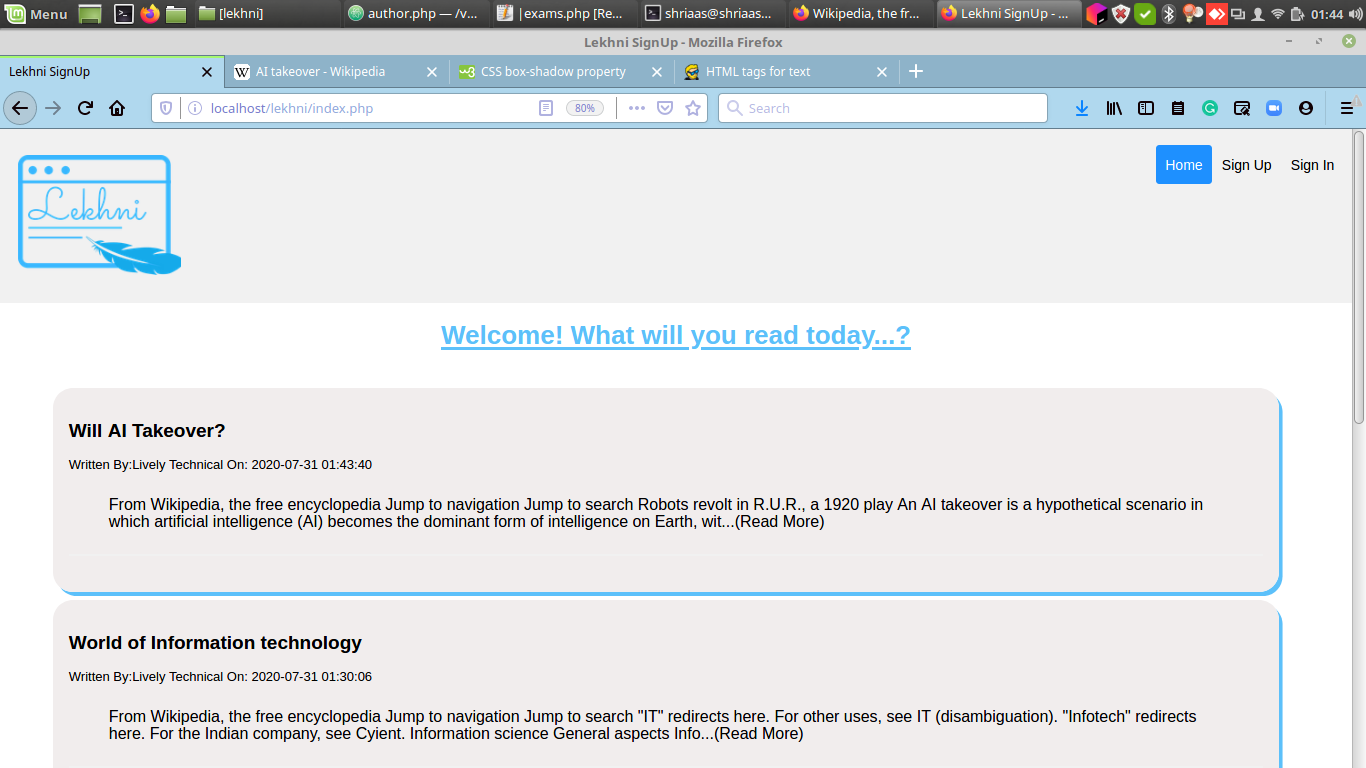 Menu
[lekhni]
author.php — /v...
|exams.php [Re...
shriaas@shriaas...
Wikipedia, the fr...
Lekhni SignUp - ...
01:44
Lekhni SignUp - Mozilla Firefox
Lekhni SignUp
W AI takeover - Wikipedia
CSS box-shadow property
HTML tags for text
localhost/lekhni/index.php
80%
Search
Lekhni
Home
Sign Up
Sign In
Welcome! What will you read today...?
Will AI Takeover?
Written By:Lively Technical On: 2020-07-31 01:43:40
From Wikipedia, the free encyclopedia Jump to navigation Jump to search Robots revolt in R.U.R., a 1920 play An AI takeover is a hypothetical scenario in
which artificial intelligence (AI) becomes the dominant form of intelligence on Earth, wit...(Read More)
World of Information technology
Written By:Lively Technical On: 2020-07-31 01:30:06
From Wikipedia, the free encyclopedia Jump to navigation Jump to search "IT" redirects here. For other uses, see IT (disambiguation). "Infotech" redirects
here. For the Indian company, see Cyient. Information science General aspects Info...(Read More)